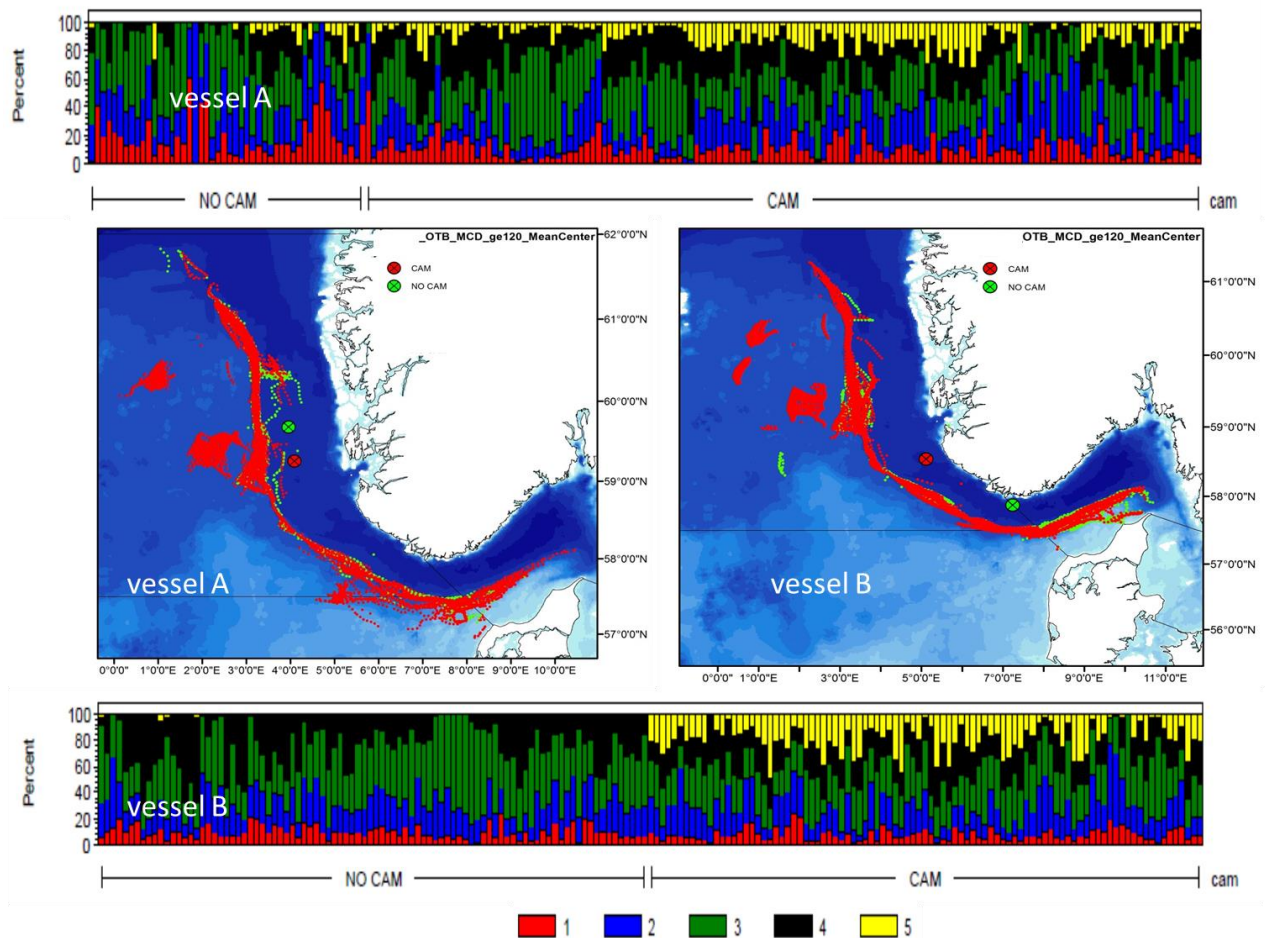 Percent
100
80
60
40
20
0
vessel A
NO CAM
CAM
cam
_OTB_MCD_ge120_MeanCenter
CAM
NO CAM
62°0'0"N
61°0'0"N
60°0'0"N
59°0'0"N
58°0'0"N
57°0'0"N
vessel A
0°0'0"E 1°0'0"E 2°0'0"E 3°0'0"E 4°0'0"E 5°0'0"E 6°0'0"E 7°0'0"E 8°0'0"E 9°0'0"E 10°0'0"E
OTB_MCD_ge120_MeanCenter
CAM
NO CAM
61°0'0"N
60°0'0"N
59°0'0"N
58°0'0"N
57°0'0"N
56°0'0"N
vessel B
0°0'0"E 1°0'0"E 3°0'0"E 5°0'0"E 7°0'0"E 9°0'0"E 11°0'0"E
Percent
100
80
60
40
20
0
vessel B
NO CAM
CAM
cam
1 2 3 4 5